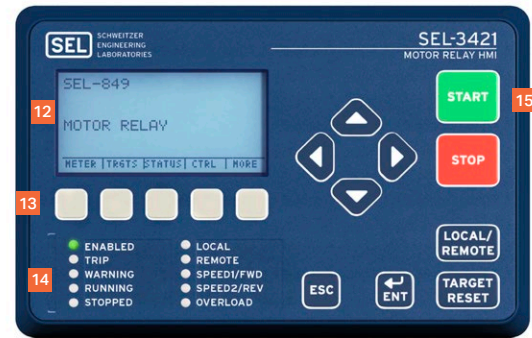 SEL
SCHWEITZER
ENGINEERING
LABORATORIES
SEL-3421
MOTOR RELAY HMI
SEL-849
MOTOR RELAY
METER | TRGTS | STATUS | CTRL | MORE
12
13
14
15
START
STOP
ENABLED
TRIP
WARNING
RUNNING
STOPPED
LOCAL
REMOTE
SPEED1/FWD
SPEED2/REV
OVERLOAD
LOCAL/
REMOTE
ESC
ENT
TARGET
RESET